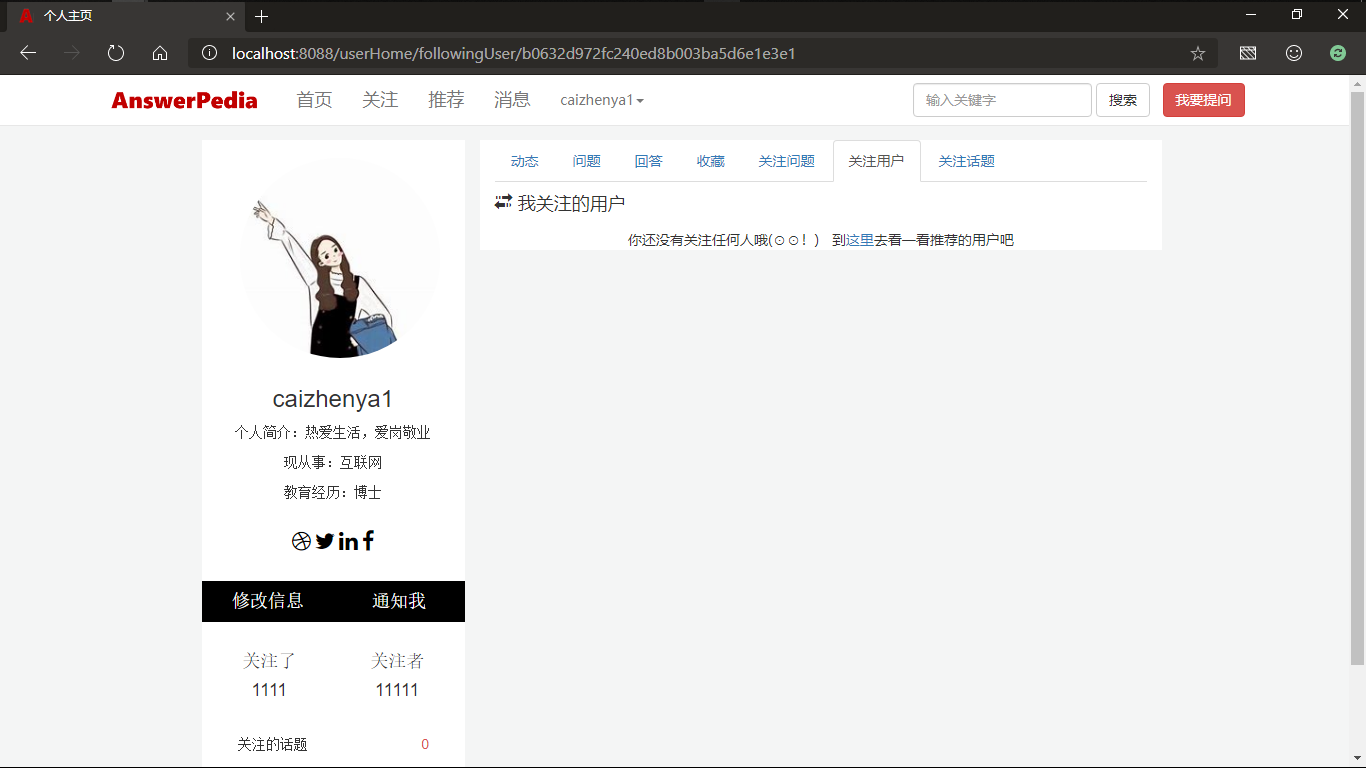 个人主页
localhost:8088/userHome/followingUser/b0632d972fc240ed8b003ba5d6e1e3e1
AnswerPedia 首页 关注 推荐 消息 caizhenya1 输入关键字 搜索 我要提问
动态 问题 回答 收藏 关注问题 关注用户 关注话题
我关注的用户
你还没有关注任何人哦(⊙⊙！) 到这里去看一看推荐的用户吧
caizhenya1
个人简介：热爱生活，爱岗敬业
现从事：互联网
教育经历：博士
修改信息 通知我
关注了 关注者
1111 11111
关注的话题 0